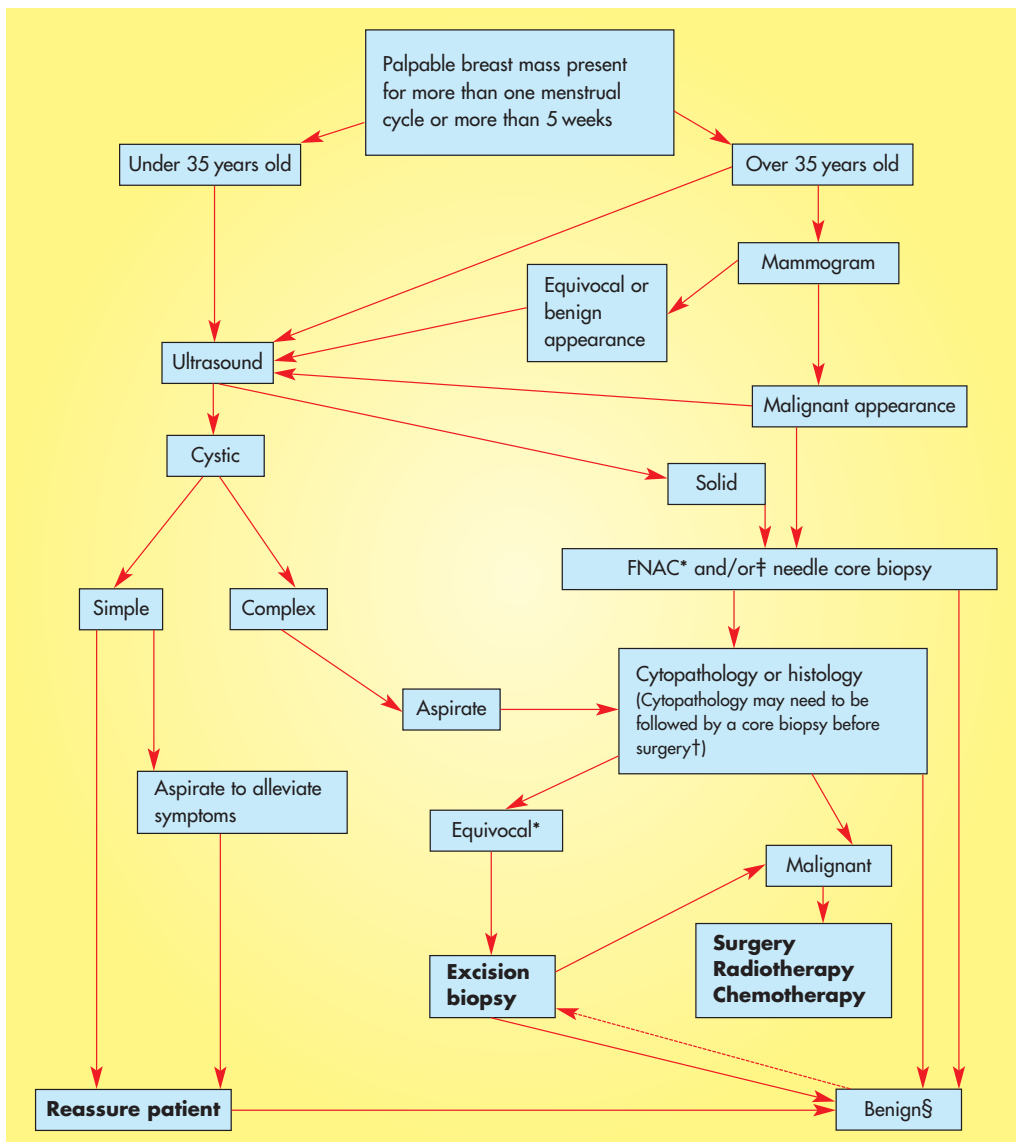 Palpable breast mass present
for more than one menstrual
cycle or more than 5 weeks
Under 35 years old
Over 35 years old
Mammogram
Equivocal or
benign
appearance
Ultrasound
Malignant appearance
Cystic
Solid
FNAC* and/or‡ needle core biopsy
Simple
Complex
Cytopathology or histology
(Cytopathology may need to be
followed by a core biopsy before
surgery†)
Aspirate
Aspirate to alleviate
symptoms
Equivocal*
Malignant
Surgery
Radiotherapy
Chemotherapy
Excision
biopsy
Reassure patient
Benign§